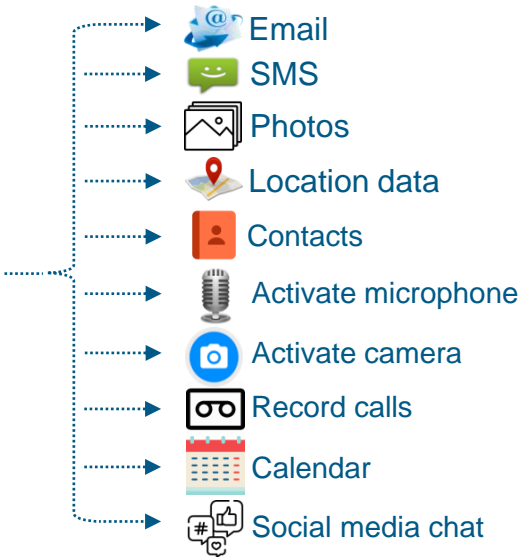 @
Email
SMS
Photos
Location data
Contacts
Activate microphone
Activate camera
Record calls
Calendar
#
Social media chat